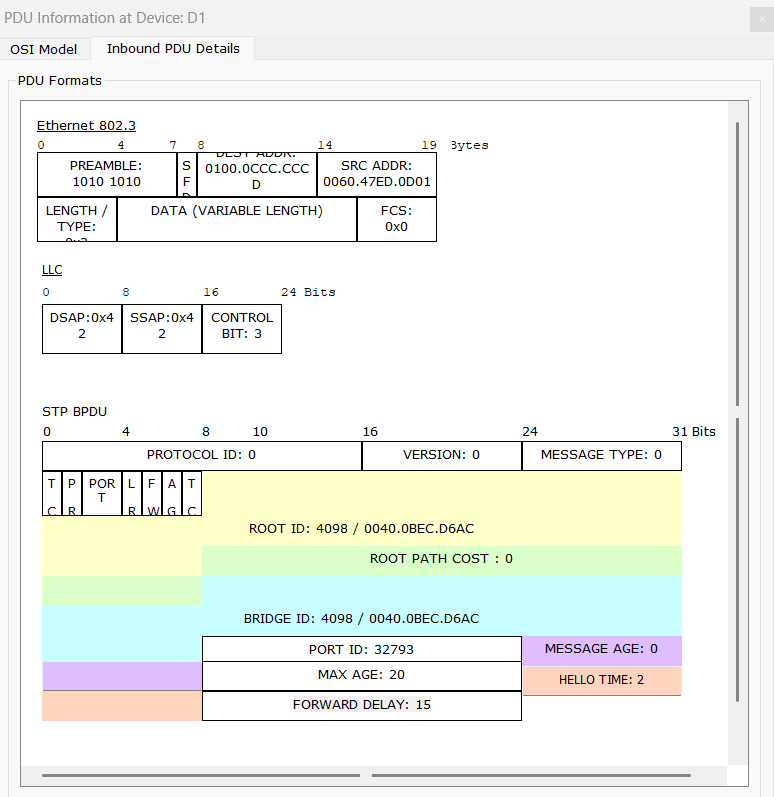 PDU Information at Device: D1
OSI Model Inbound PDU Details
PDU Formats
Ethernet 802.3
0 4 7 8 14 19 Bytes
PREAMBLE:
1010 1010
S
F
D
DEST ADDR:
0100.0CCC.CCC
D
SRC ADDR:
0060.47ED.0D01
LENGTH /
TYPE:
DATA (VARIABLE LENGTH)
FCS:
0x0
LLC
0 8 16 24 Bits
DSAP:0x4
2
SSAP:0x4
2
CONTROL
BIT: 3
STP BPDU
0 4 8 10 16 24 31 Bits
PROTOCOL ID: 0 VERSION: 0 MESSAGE TYPE: 0
T
C
P
R
POR
T
L
R
F
W
A
G
T
C
ROOT ID: 4098 / 0040.0BEC.D6AC
ROOT PATH COST : 0
BRIDGE ID: 4098 / 0040.0BEC.D6AC
PORT ID: 32793 MESSAGE AGE: 0
MAX AGE: 20 HELLO TIME: 2
FORWARD DELAY: 15